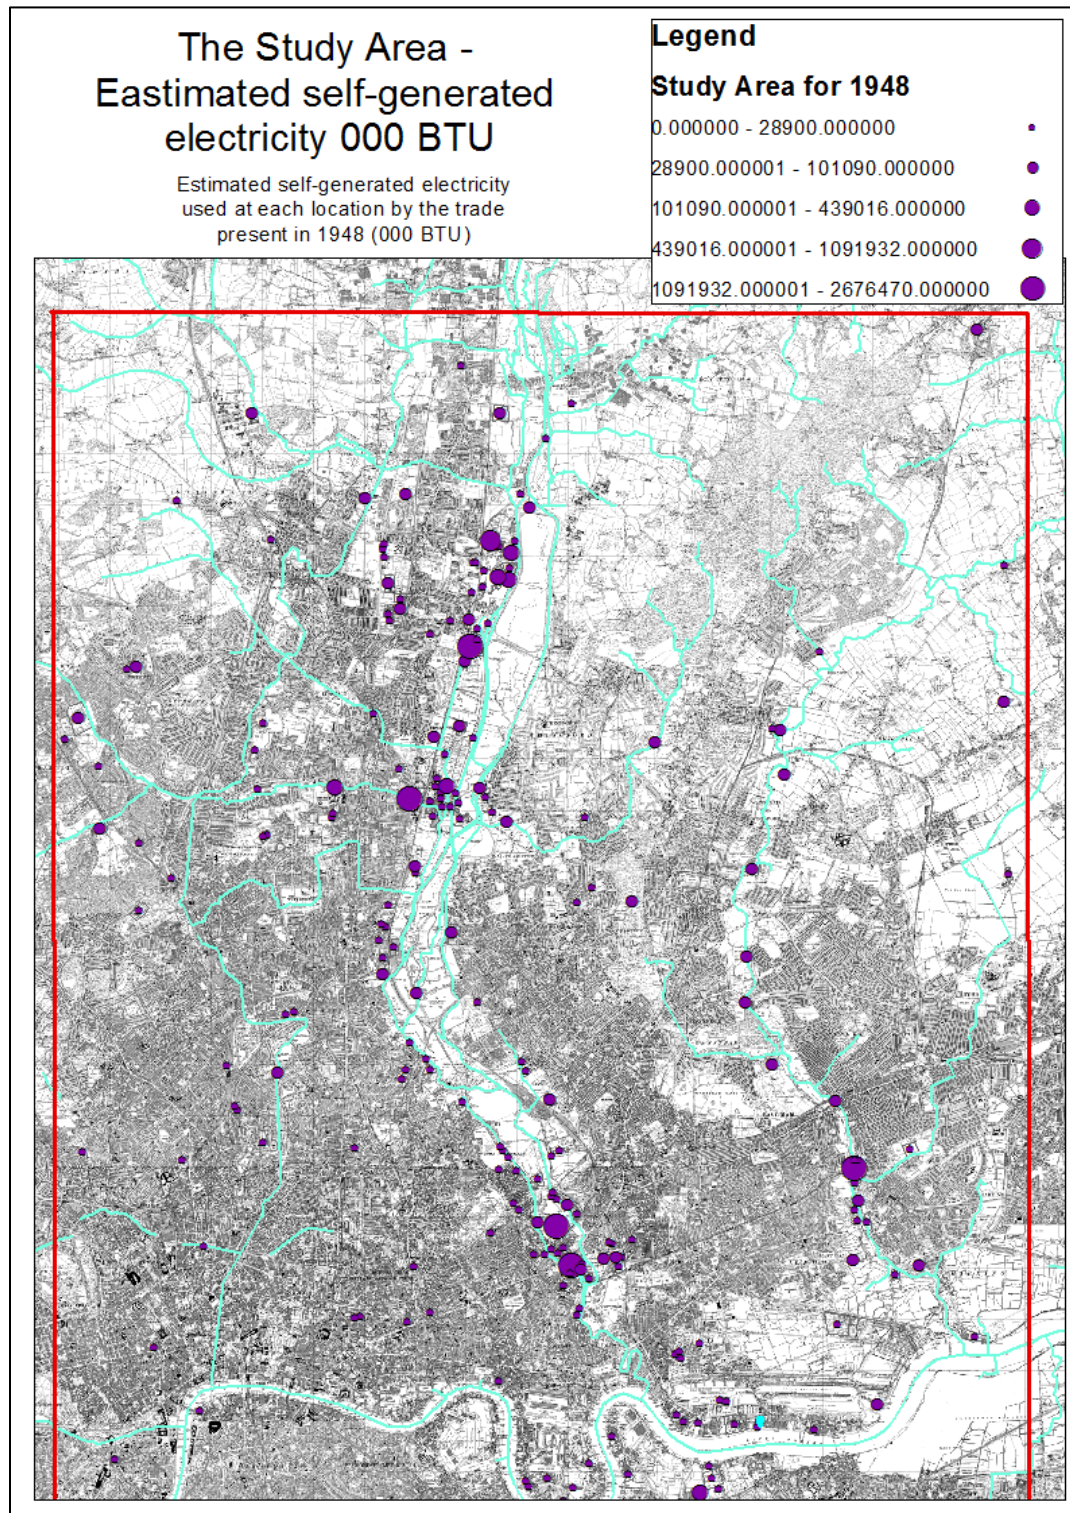 The Study Area -
Eastimated self-generated
electricity 000 BTU
Estimated self-generated electricity
used at each location by the trade
present in 1948 (000 BTU)
Legend
Study Area for 1948
0.000000 - 28900.000000
28900.000001 - 101090.000000
101090.000001 - 439016.000000
439016.000001 - 1091932.000000
1091932.000001 - 2676470.000000